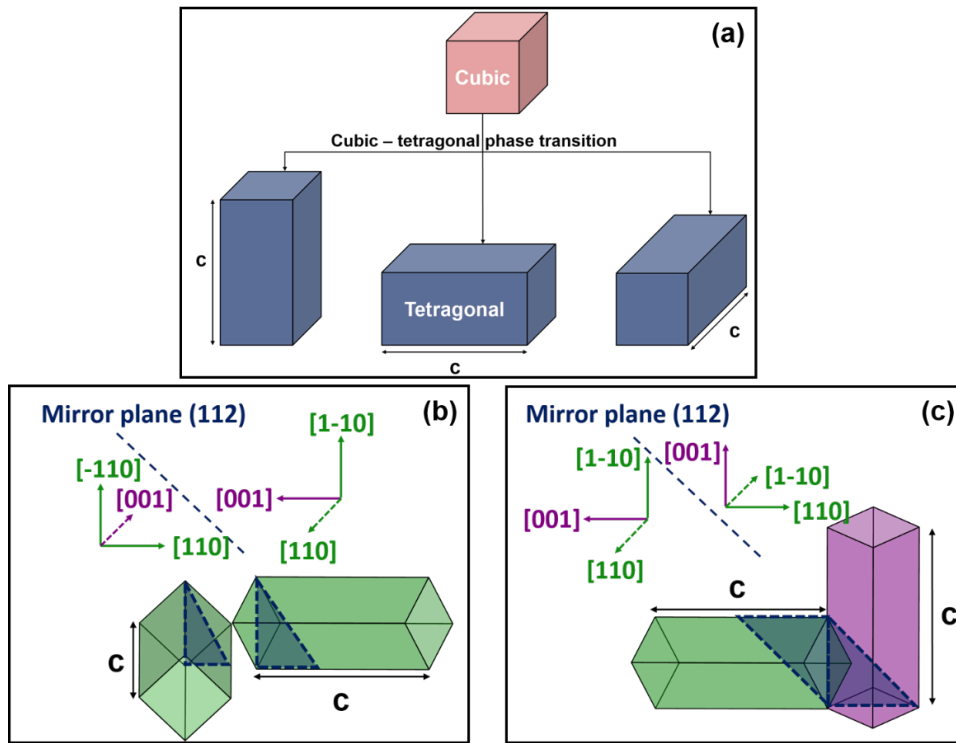 (a)
Cubic
Cubic – tetragonal phase transition
c
Tetragonal
c
c
Mirror plane (112)
(b)
[1-10]
[-110]
[001]
[001]
[110]
[110]
c
c
Mirror plane (112)
(c)
[1-10]
[001]
[1-10]
[001]
[110]
[110]
c
c